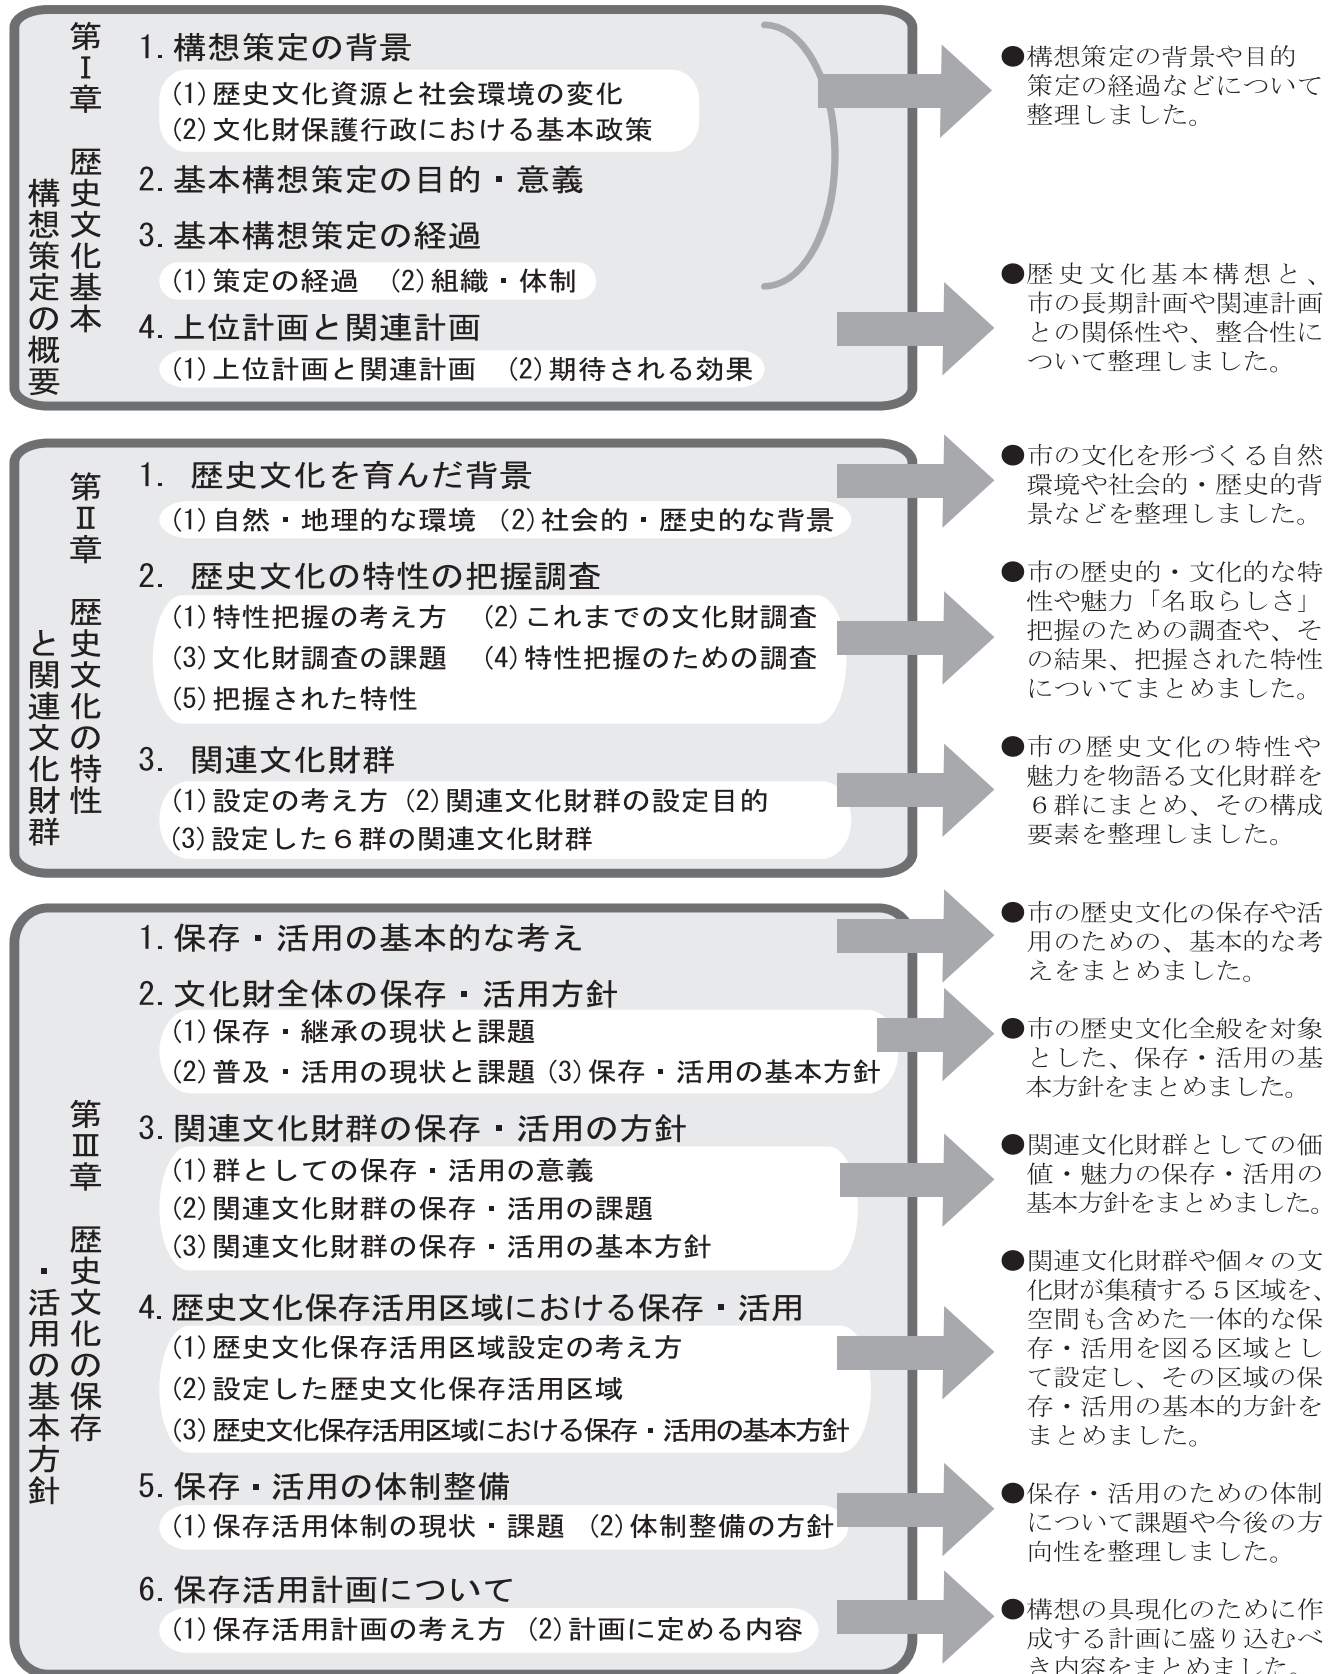 第Ⅰ章 歴史文化基本
構想策定の概要
1. 構想策定の背景
(1) 歴史文化資源と社会環境の変化
(2) 文化財保護行政における基本政策
2. 基本構想策定の目的・意義
3. 基本構想策定の経過
(1) 策定の経過 (2) 組織・体制
4. 上位計画と関連計画
(1) 上位計画と関連計画 (2) 期待される効果
●構想策定の背景や目的
策定の経過などについて
整理しました。
●歴史文化基本構想と、
市の長期計画や関連計画
との関係性や、整合性に
ついて整理しました。
第Ⅱ章 歴史文化の特性
と関連文化財群
1. 歴史文化を育んだ背景
(1) 自然・地理的な環境 (2) 社会的・歴史的な背景
2. 歴史文化の特性の把握調査
(1) 特性把握の考え方 (2) これまでの文化財調査
(3) 文化財調査の課題 (4) 特性把握のための調査
(5) 把握された特性
3. 関連文化財群
(1) 設定の考え方 (2) 関連文化財群の設定目的
(3) 設定した6群の関連文化財群
●市の文化を形づくる自然
環境や社会的・歴史的背
景などを整理しました。
●市の歴史的・文化的な特
性や魅力「名取らしさ」
把握のための調査や、そ
の結果、把握された特性
についてまとめました。
●市の歴史文化の特性や
魅力を物語る文化財群を
6群にまとめ、その構成
要素を整理しました。
第Ⅲ章 歴史文化の保存
・活用の基本方針
1. 保存・活用の基本的な考え
2. 文化財全体の保存・活用方針
(1) 保存・継承の現状と課題
(2) 普及・活用の現状と課題 (3) 保存・活用の基本方針
3. 関連文化財群の保存・活用の方針
(1) 群としての保存・活用の意義
(2) 関連文化財群の保存・活用の課題
(3) 関連文化財群の保存・活用の基本方針
4. 歴史文化保存活用区域における保存・活用
(1) 歴史文化保存活用区域設定の考え方
(2) 設定した歴史文化保存活用区域
(3) 歴史文化保存活用区域における保存・活用の基本方針
5. 保存・活用の体制整備
(1) 保存活用体制の現状・課題 (2) 体制整備の方針
6. 保存活用計画について
(1) 保存活用計画の考え方 (2) 計画に定める内容
●市の歴史文化の保存や活
用のための、基本的な考
えをまとめました。
●市の歴史文化全般を対象
とした、保存・活用の基
本方針をまとめました。
●関連文化財群としての価
値・魅力の保存・活用の
基本方針をまとめました。
●関連文化財群や個々の文
化財が集積する5区域を、
空間も含めた一体的な保
存・活用を図る区域とし
て設定し、その区域の保
存・活用の基本的方針を
まとめました。
●保存・活用のための体制
について課題や今後の方
向性を整理しました。
●構想の具現化のために作
成する計画に盛り込むべ
き内容をまとめました。